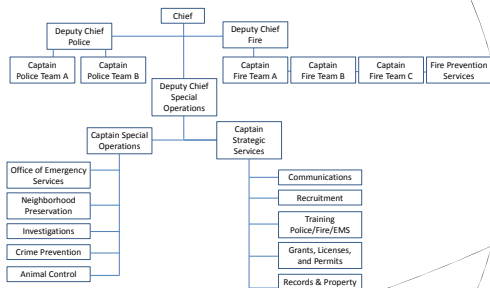 Chief
Deputy Chief
Police
Deputy Chief
Fire
Captain
Police Team A
Captain
Police Team B
Captain
Fire Team A
Captain
Fire Team B
Captain
Fire Team C
Fire Prevention
Services
Deputy Chief
Special
Operations
Captain Special
Operations
Captain
Strategic
Services
Office of Emergency
Services
Neighborhood
Preservation
Investigations
Crime Prevention
Animal Control
Communications
Recruitment
Training
Police/Fire/EMS
Grants, Licenses,
and Permits
Records & Property